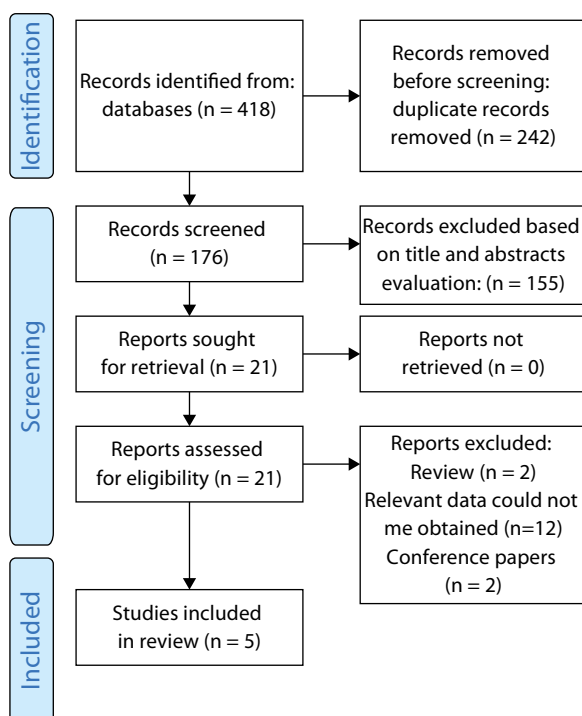 Identification
Records identified from:
databases (n = 418)
Records removed
before screening:
duplicate records
removed (n = 242)
Screening
Records screened
(n = 176)
Records excluded based
on title and abstracts
evaluation: (n = 155)
Reports sought
for retrieval (n = 21)
Reports not
retrieved (n = 0)
Reports assessed
for eligibility (n = 21)
Reports excluded:
Review (n = 2)
Relevant data could not
me obtained (n=12)
Conference papers
(n = 2)
Included
Studies included
in review (n = 5)